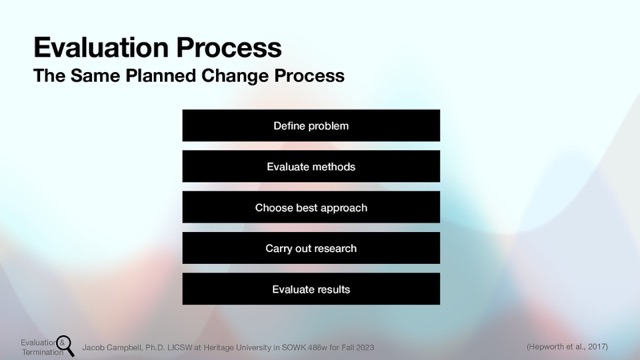 Evaluation Process
The Same Planned Change Process
Define problem
Evaluate methods
Choose best approach
Carry out research
Evaluate results
Evaluation &
Termination
Jacob Campbell, Ph.D. LICSW at Heritage University in SOWK 486w for Fall 2023
(Hepworth et al., 2017)